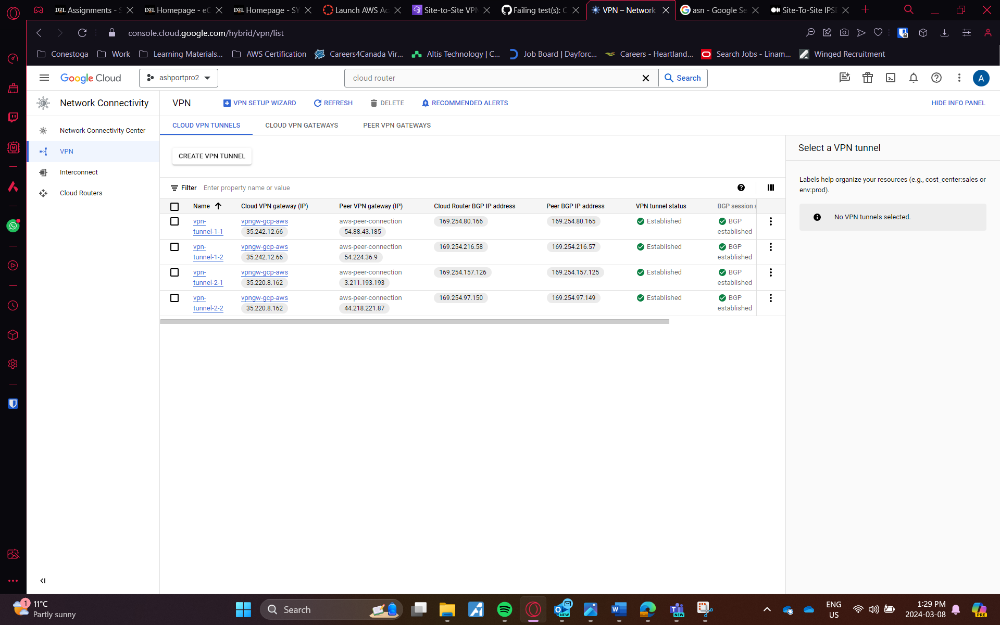 D2L Assignments - S
D2L Homepage - eC
D2L Homepage - SY
Launch AWS Ac
Site-to-Site VPN
Failing test(s): C
VPN – Network
asn - Google Se
Site-To-Site IPSE
console.cloud.google.com/hybrid/vpn/list
Conestoga
Work
Learning Materials...
AWS Certification
Careers4Canada Vir...
Altis Technology | C...
Job Board | Dayforc...
Careers - Heartland...
Search Jobs - Linam...
Winged Recruitment
Google Cloud
ashportpro2
cloud router
Search
A
Network Connectivity
VPN
VPN SETUP WIZARD
REFRESH
DELETE
RECOMMENDED ALERTS
HIDE INFO PANEL
Network Connectivity Center
VPN
Interconnect
Cloud Routers
CLOUD VPN TUNNELS
CLOUD VPN GATEWAYS
PEER VPN GATEWAYS
CREATE VPN TUNNEL
Filter Enter property name or value
Name Cloud VPN gateway (IP) Peer VPN gateway (IP) Cloud Router BGP IP address Peer BGP IP address VPN tunnel status BGP session s
vpn- vpngw-gcp-aws aws-peer-connection 169.254.80.166 169.254.80.165 Established BGP
tunnel-1-1 35.242.12.66 54.88.43.185 established
vpn- vpngw-gcp-aws aws-peer-connection 169.254.216.58 169.254.216.57 Established BGP
tunnel-1-2 35.242.12.66 54.224.36.9 established
vpn- vpngw-gcp-aws aws-peer-connection 169.254.157.126 169.254.157.125 Established BGP
tunnel-2-1 35.220.8.162 3.211.193.193 established
vpn- vpngw-gcp-aws aws-peer-connection 169.254.97.150 169.254.97.149 Established BGP
tunnel-2-2 35.220.8.162 44.218.221.87 established
Select a VPN tunnel
Labels help organize your resources (e.g., cost_center:sales or
env:prod).
No VPN tunnels selected.
1
11°C
Partly sunny
Search
NEW
NEW
ENG
US
1:29 PM
2024-03-08
PRE